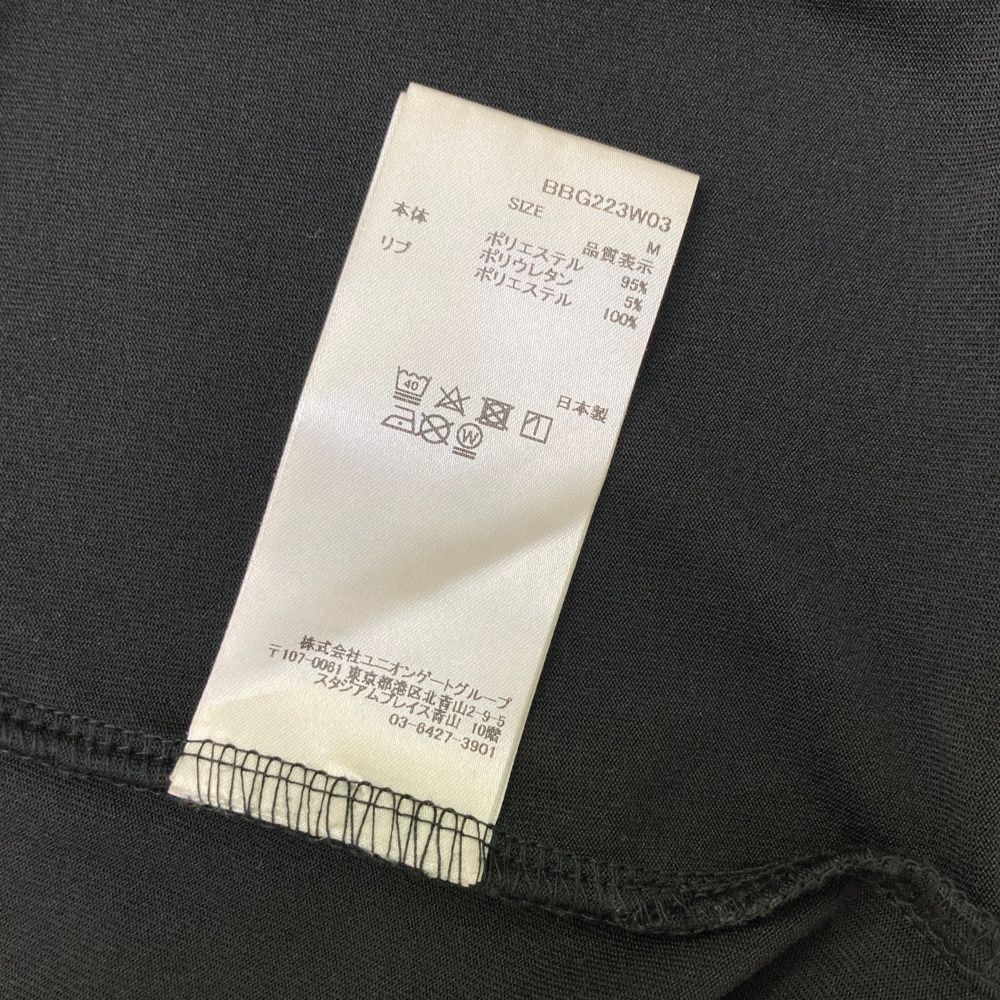 BBG223W03
SIZE M
品質表示
本体 ポリエステル 95%
ポリウレタン 5%
リブ ポリエステル 100%
40
W
日本製
株式会社ユニオンゲートグループ
〒107-0061 東京都港区北青山2-9-5
スタジアムプレイス青山 10階
03-6427-3901